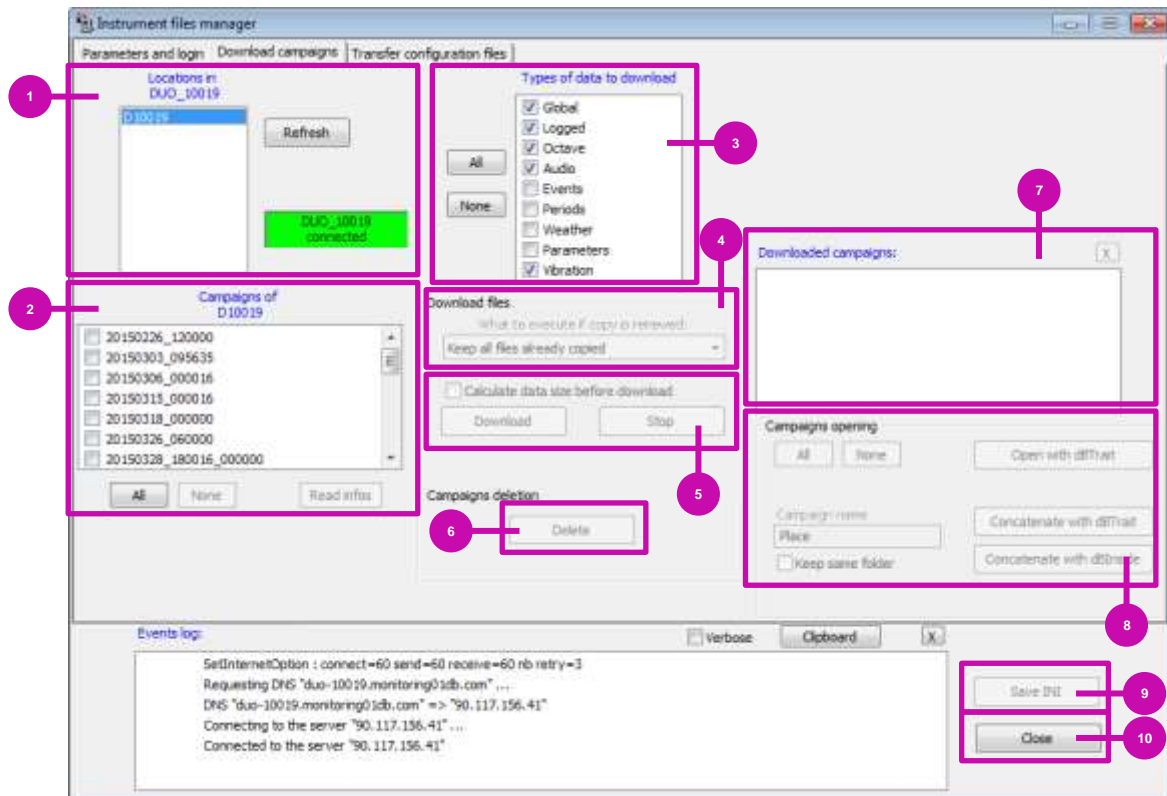 Instrument files manager
Parameters and login
Download campaigns
Transfer configuration files
1
Locations in
DUO_10019
D10019
Refresh
DUO_10019
connected
Types of data to download
Global
Logged
Octave
Audio
Events
Periods
Weather
Parameters
Vibration
All
None
3
7
4
Downloaded campaigns:
X
2
Campaigns of
D10019
20150226_120000
20150303_095635
20150306_000016
20150315_000016
20150318_000000
20150326_060000
20150328_180016_000000
All
None
Read infos
Download files
What to execute if copy is renewed:
Keep all files already copied
Calculate data size before download
Download
Stop
5
Campaigns deletion
6
Delete
Campaigns opening
All
None
Open with dBTrait
Campaign name
Place
Keep same folder
Concatenate with dBTrait
Concatenate with dBInside
8
Events log:
Verbose
Clipboard
X
SetInternetOption : connect=60 send=60 receive=60 nb retry=3
Requesting DNS "duo-10019.monitoring01db.com" ...
DNS "duo-10019.monitoring01db.com" => "90.117.156.41"
Connecting to the server "90.117.156.41" ...
Connected to the server "90.117.156.41"
Save INI
9
Close
10